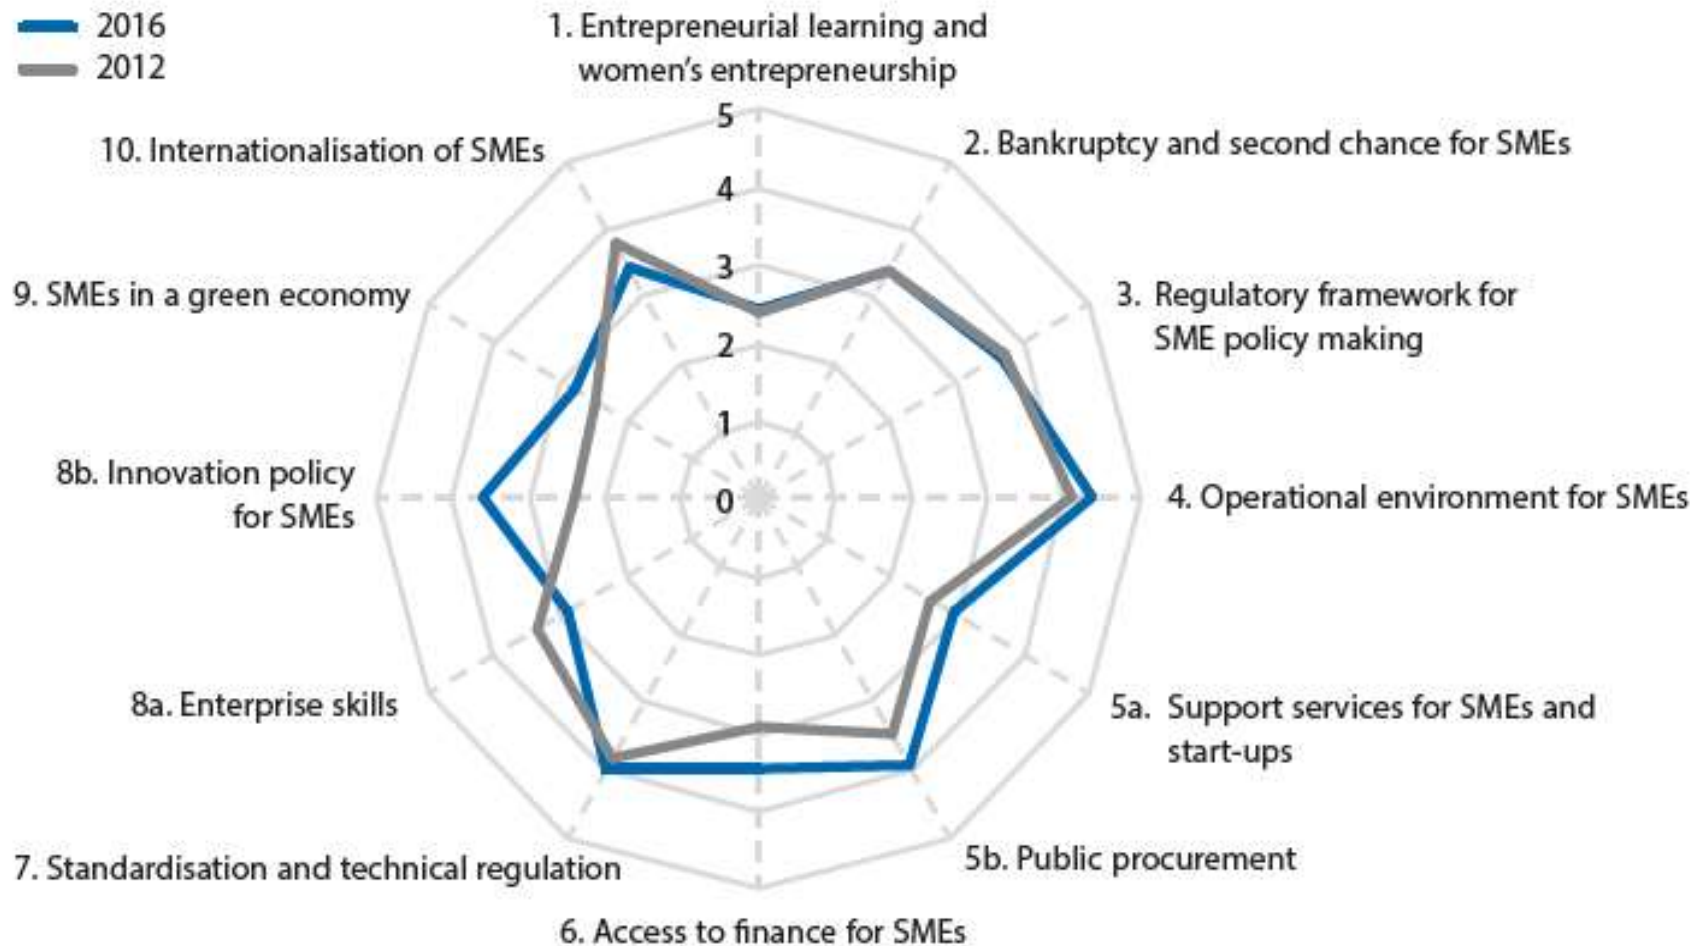 2016
2012
1. Entrepreneurial learning and
women's entrepreneurship
2. Bankruptcy and second chance for SMEs
3. Regulatory framework for
SME policy making
4. Operational environment for SMEs
5a. Support services for SMEs and
start-ups
5b. Public procurement
6. Access to finance for SMEs
7. Standardisation and technical regulation
8a. Enterprise skills
8b. Innovation policy
for SMEs
9. SMEs in a green economy
10. Internationalisation of SMEs
5
4
3
2
1
0